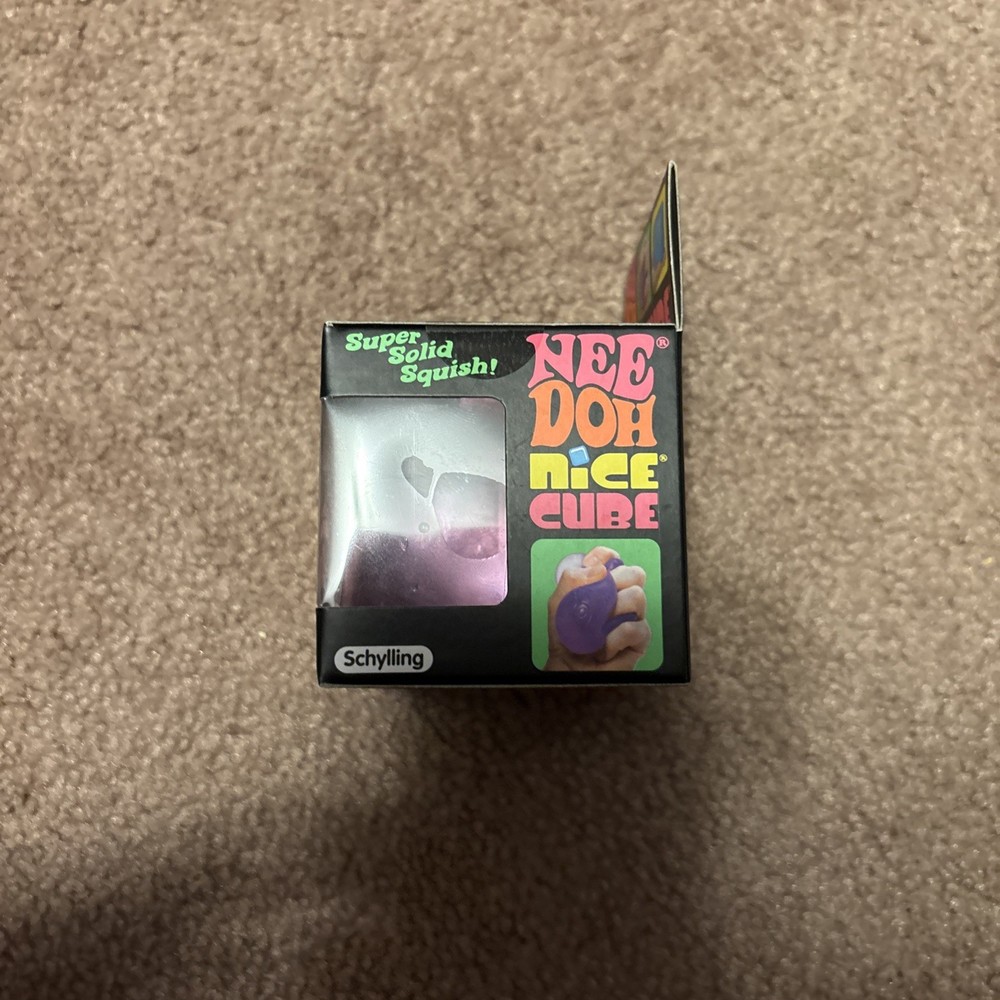 Super
Solid
Squish!
NEE®
DOH
NICE®
CUBE
Schylling